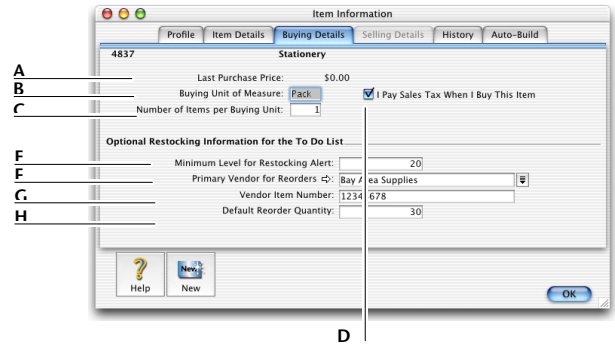 Item Information
Profile Item Details Buying Details Selling Details History Auto-Build
4837 Stationery
A Last Purchase Price: $0.00
B Buying Unit of Measure: Pack I Pay Sales Tax When I Buy This Item
C Number of Items per Buying Unit: 1
Optional Restocking Information for the To Do List
E Minimum Level for Restocking Alert: 20
F Primary Vendor for Reorders ⇨: Bay Area Supplies
G Vendor Item Number: 12345678
H Default Reorder Quantity: 30
New
Help New
OK
D